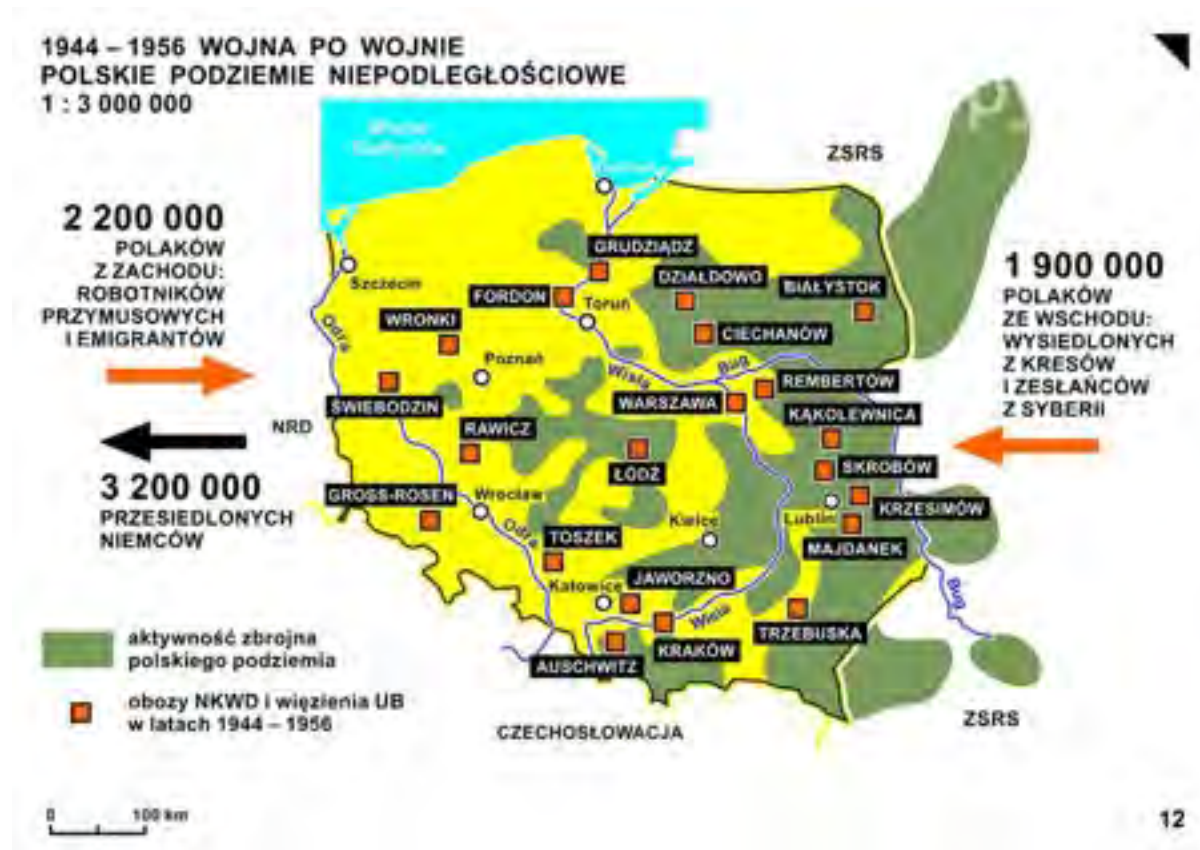 1944 – 1956 WOJNA PO WOJNIE
POLSKIE PODZIEMIE NIEPODLEGŁOŚCIOWE
1 : 3 000 000
ZSRS
2 200 000
POLAKÓW
Z ZACHODU:
ROBOTNIKÓW
PRZYMUSOWYCH
I EMIGRANTÓW
1 900 000
POLAKÓW
ZE WSCHODU:
WYSIEDLONYCH
Z KRESÓW
I ZESŁAŃCÓW
Z SYBERII
NRD
3 200 000
PRZESIEDLONYCH
NIEMCÓW
GRUDZIĄDZ
DZIAŁDOWO
BIAŁYSTOK
Szczecin
FORDON
Toruń
WRONKI
CIECHANÓW
Odra
Poznań
Wisła
Bug
REMBERTÓW
ŚWIEBODZIN
WARSZAWA
KĄKOLEWNICA
RAWICZ
ŁÓDŹ
SKROBÓW
GROSS-ROSEN
Wrocław
KRZESIMÓW
Odra
Kielce
Lublin
TOSZEK
MAJDANEK
Katowice
JAWORZNO
Bug
Wisła
TRZEBUSKA
KRAKÓW
AUSCHWITZ
aktywność zbrojna
polskiego podziemia
obozy NKWD i więzienia UB
w latach 1944 – 1956
CZECHOSŁOWACJA
ZSRS
0 100 km
12